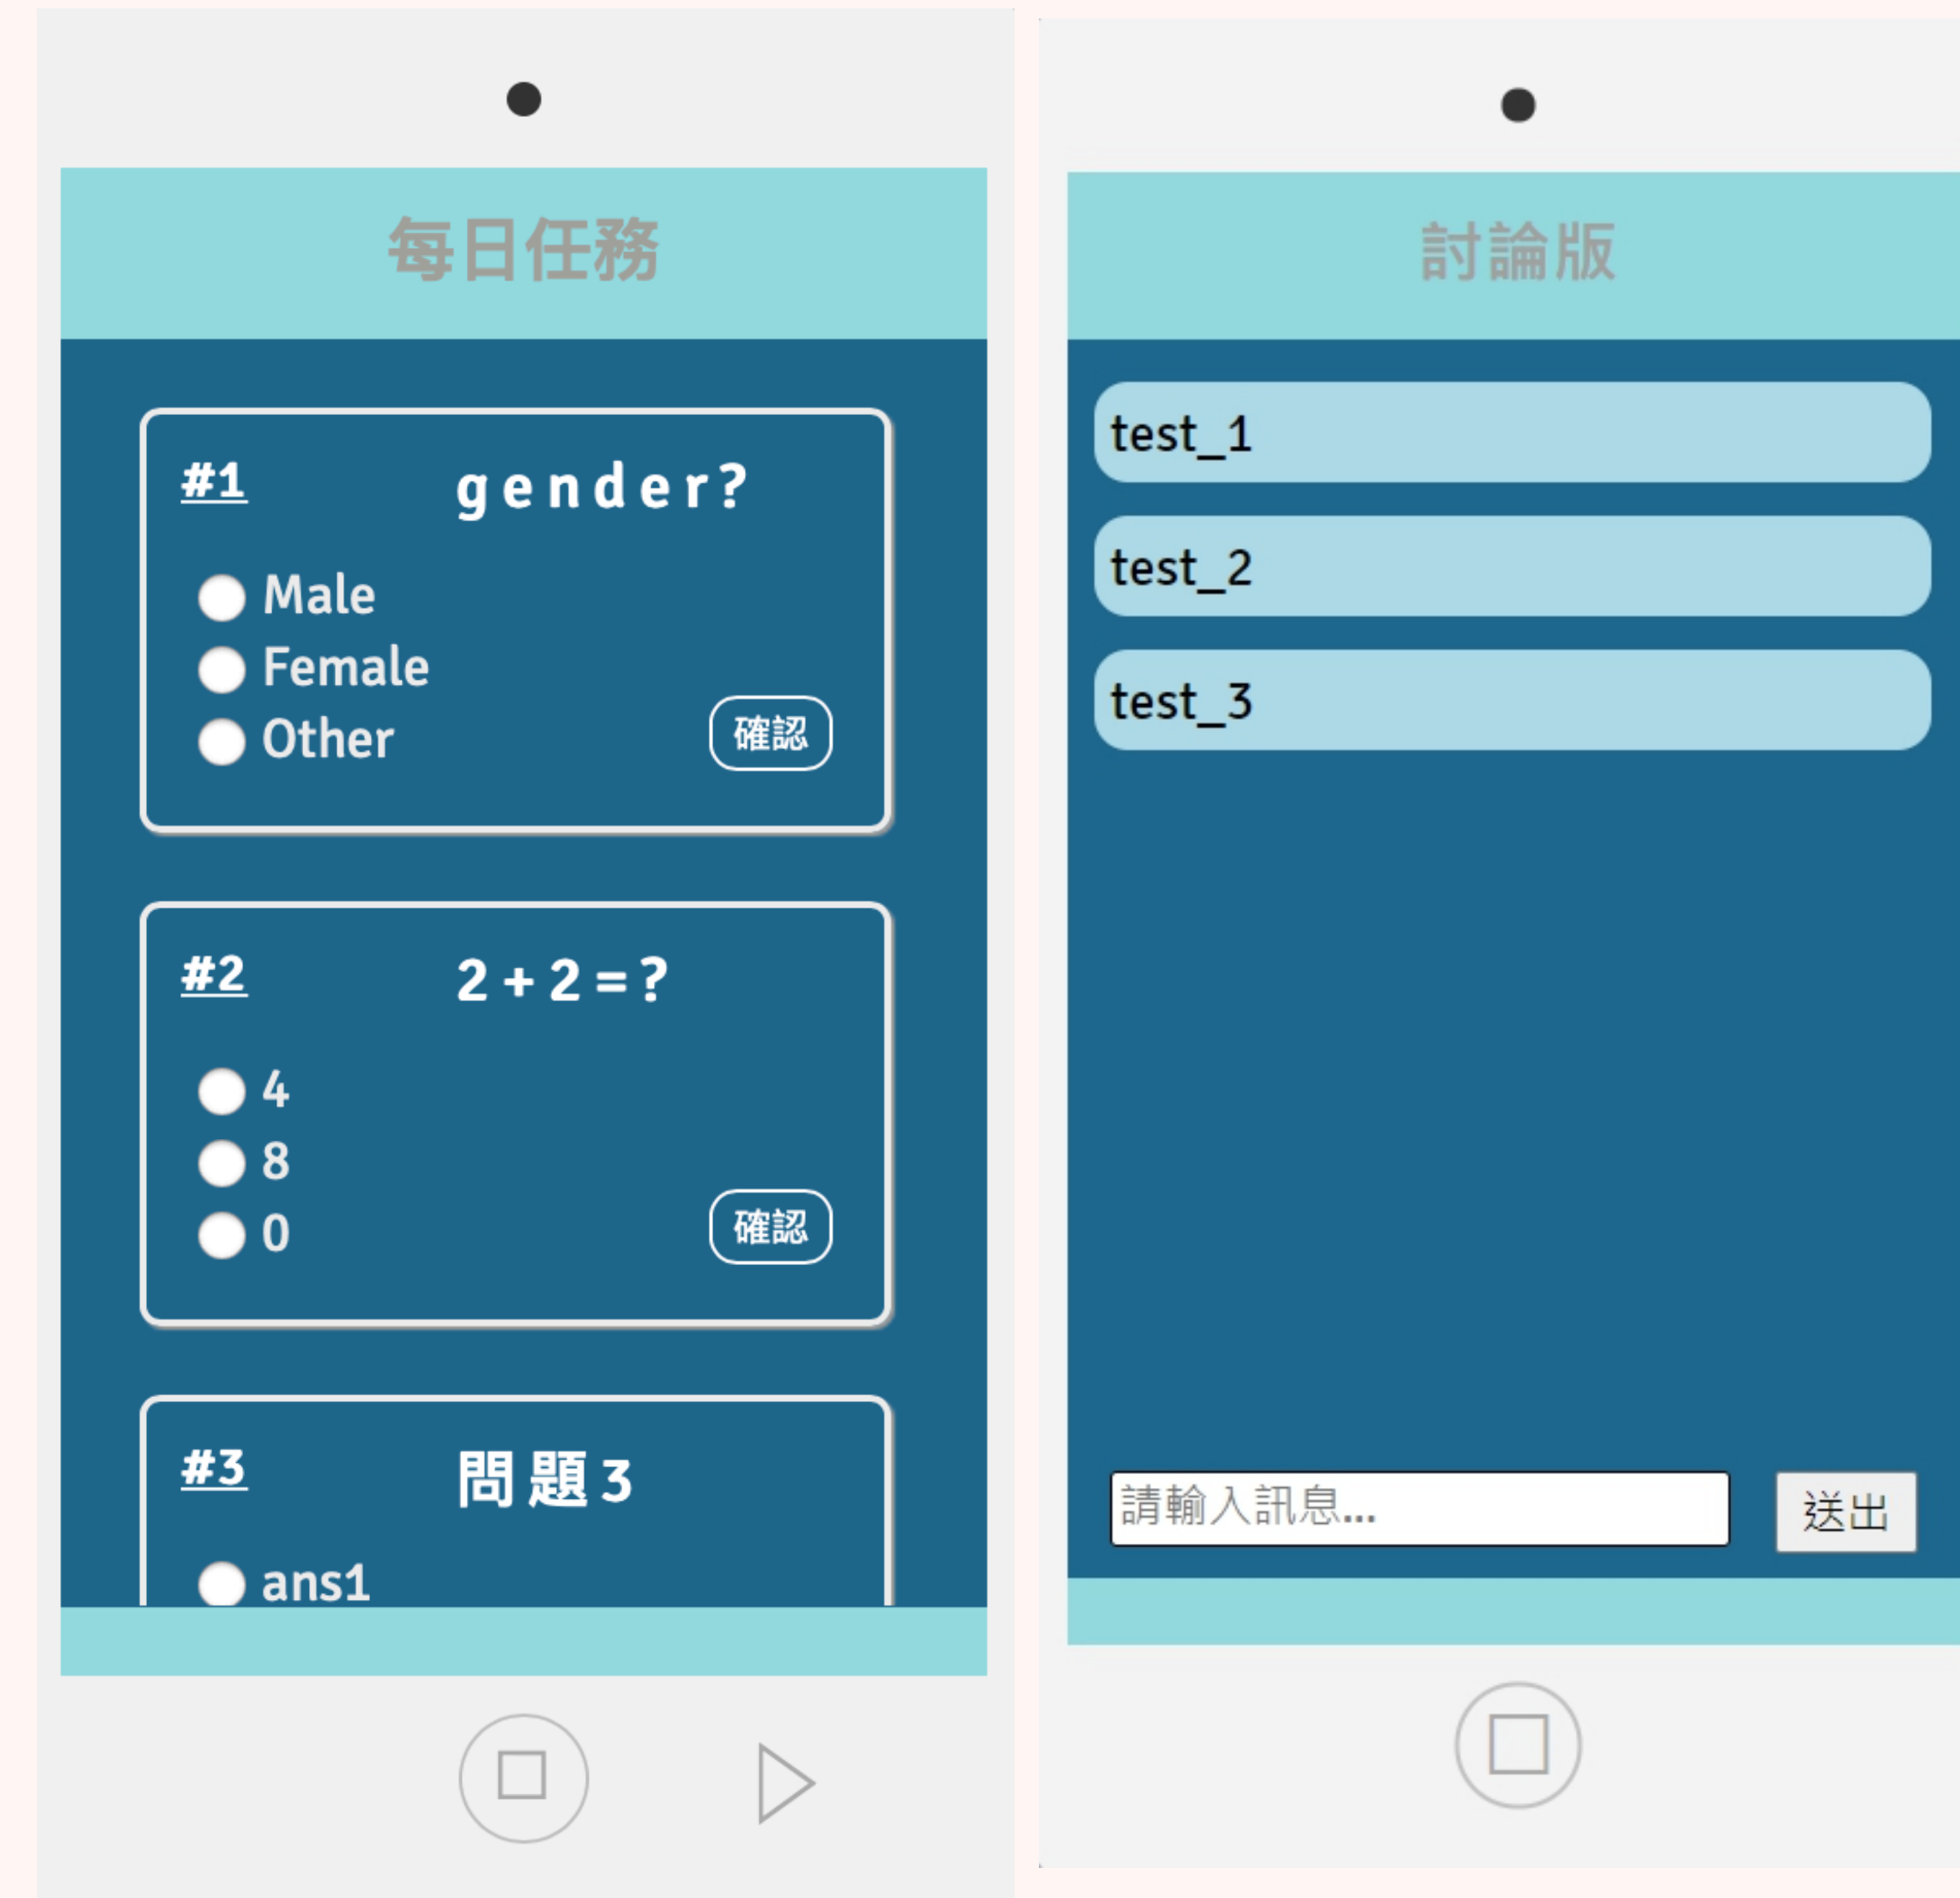 每日任務
#1 gender?
Male
Female
Other
確認
#2 2+2=?
4
8
0
確認
#3 問題3
ans1
討論版
test_1
test_2
test_3
請輸入訊息...
送出